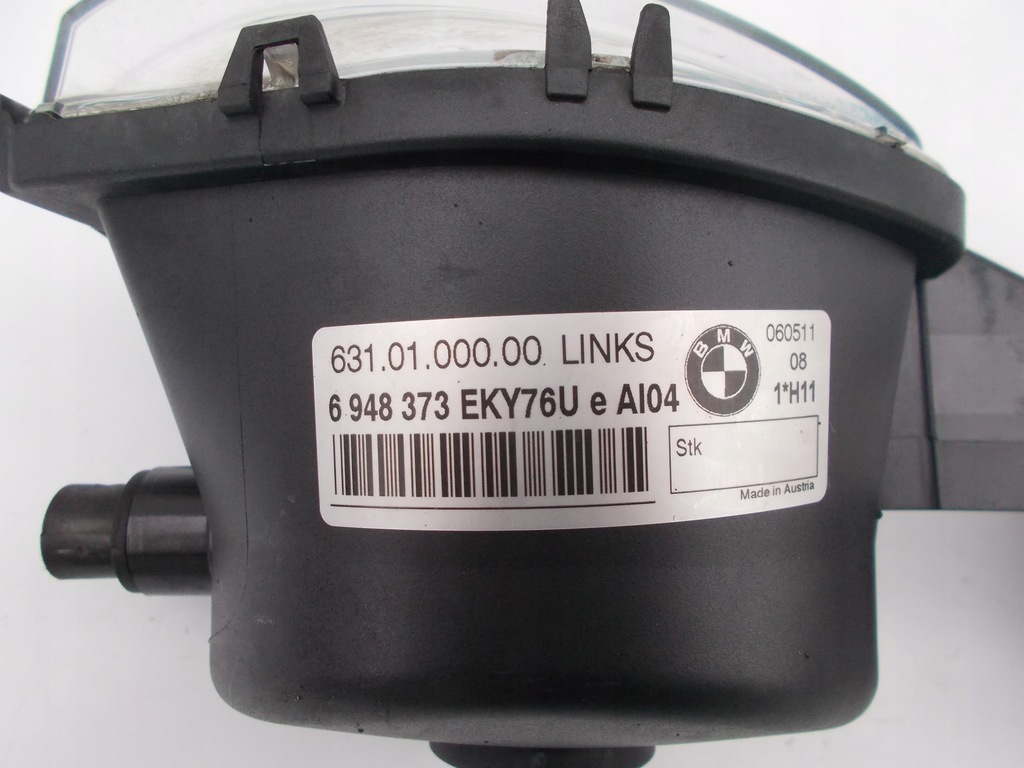 631.01.000.00 LINKS
6 948 373 EKY76U e AI04
BMW
060511
08
1*H11
Stk
Made in Austria